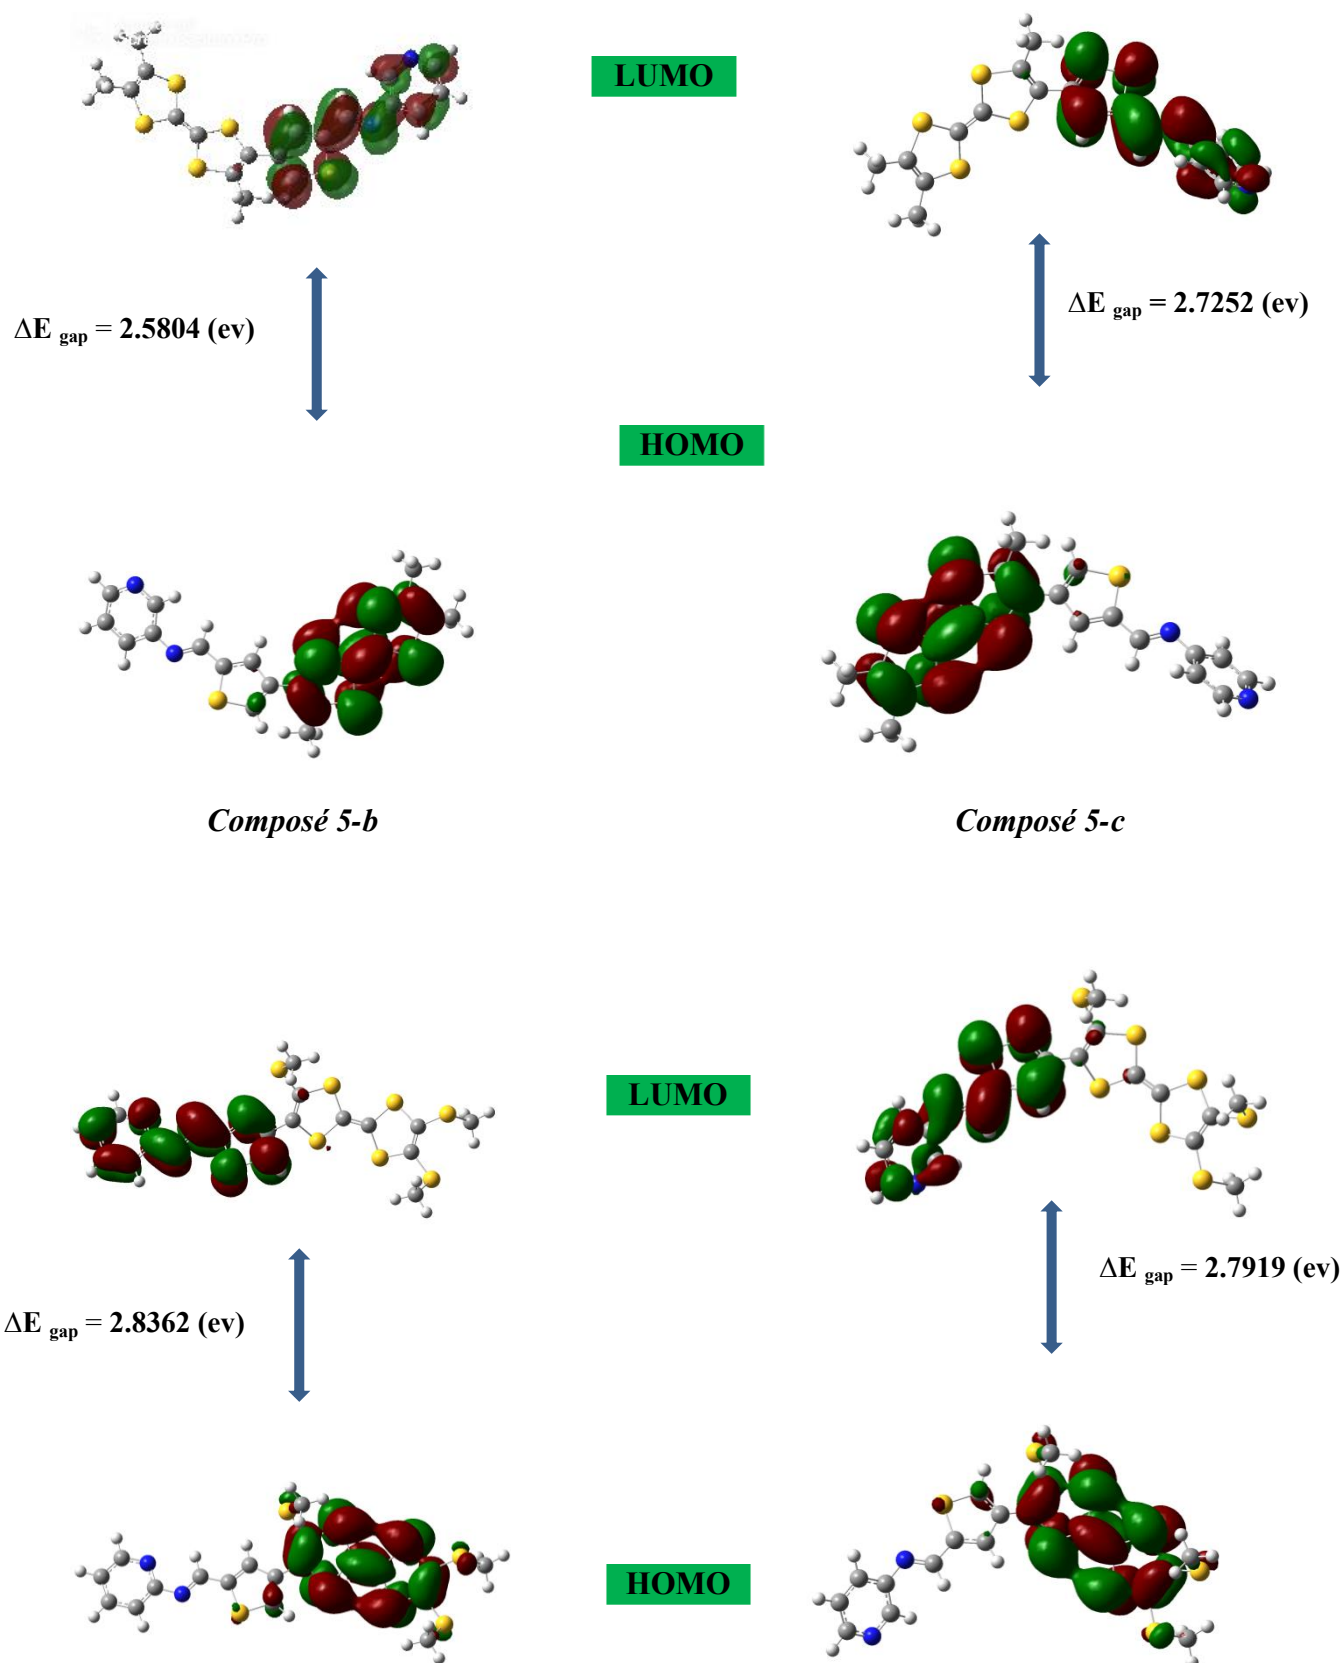 LUMO
ΔE gap = 2.5804 (ev)
ΔE gap = 2.7252 (ev)
HOMO
Composé 5-b
Composé 5-c
LUMO
ΔE gap = 2.8362 (ev)
ΔE gap = 2.7919 (ev)
HOMO